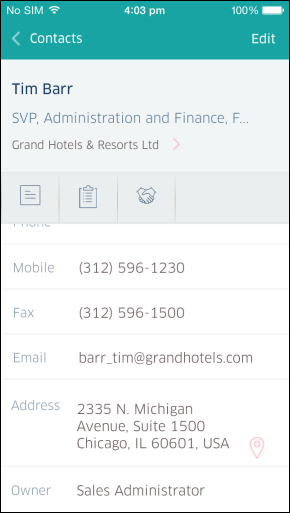 No SIM 4:03 pm 100%
Contacts Edit
Tim Barr
SVP, Administration and Finance, F...
Grand Hotels & Resorts Ltd
Phone
Mobile (312) 596-1230
Fax (312) 596-1500
Email barr_tim@grandhotels.com
Address 2335 N. Michigan
Avenue, Suite 1500
Chicago, IL 60601, USA
Owner Sales Administrator